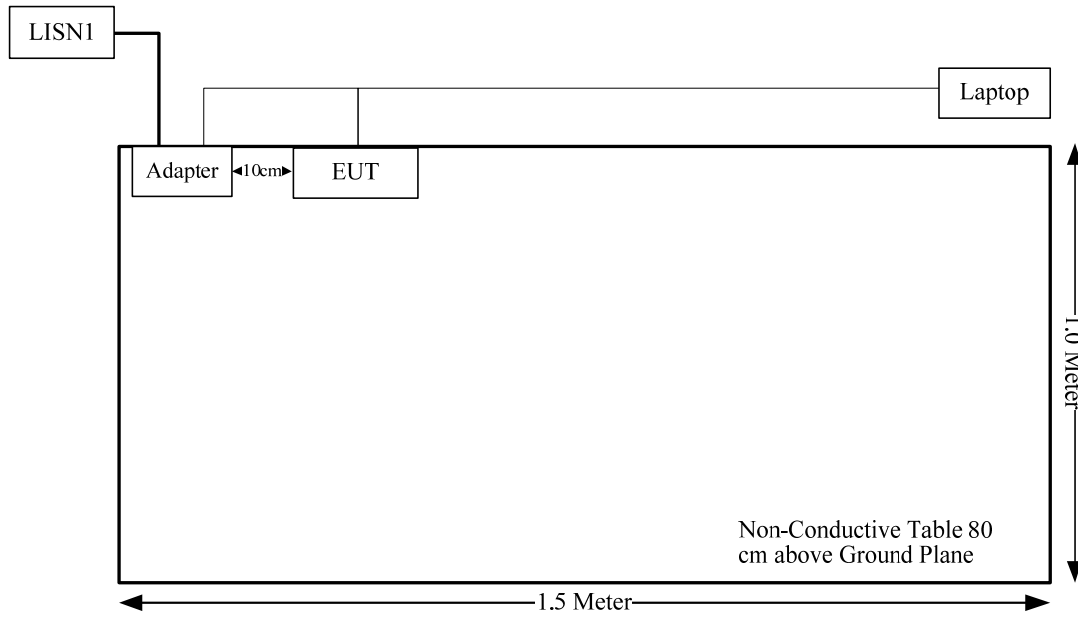 LISN1
Laptop
Adapter
10cm
EUT
1.0 Meter
Non-Conductive Table 80
cm above Ground Plane
1.5 Meter